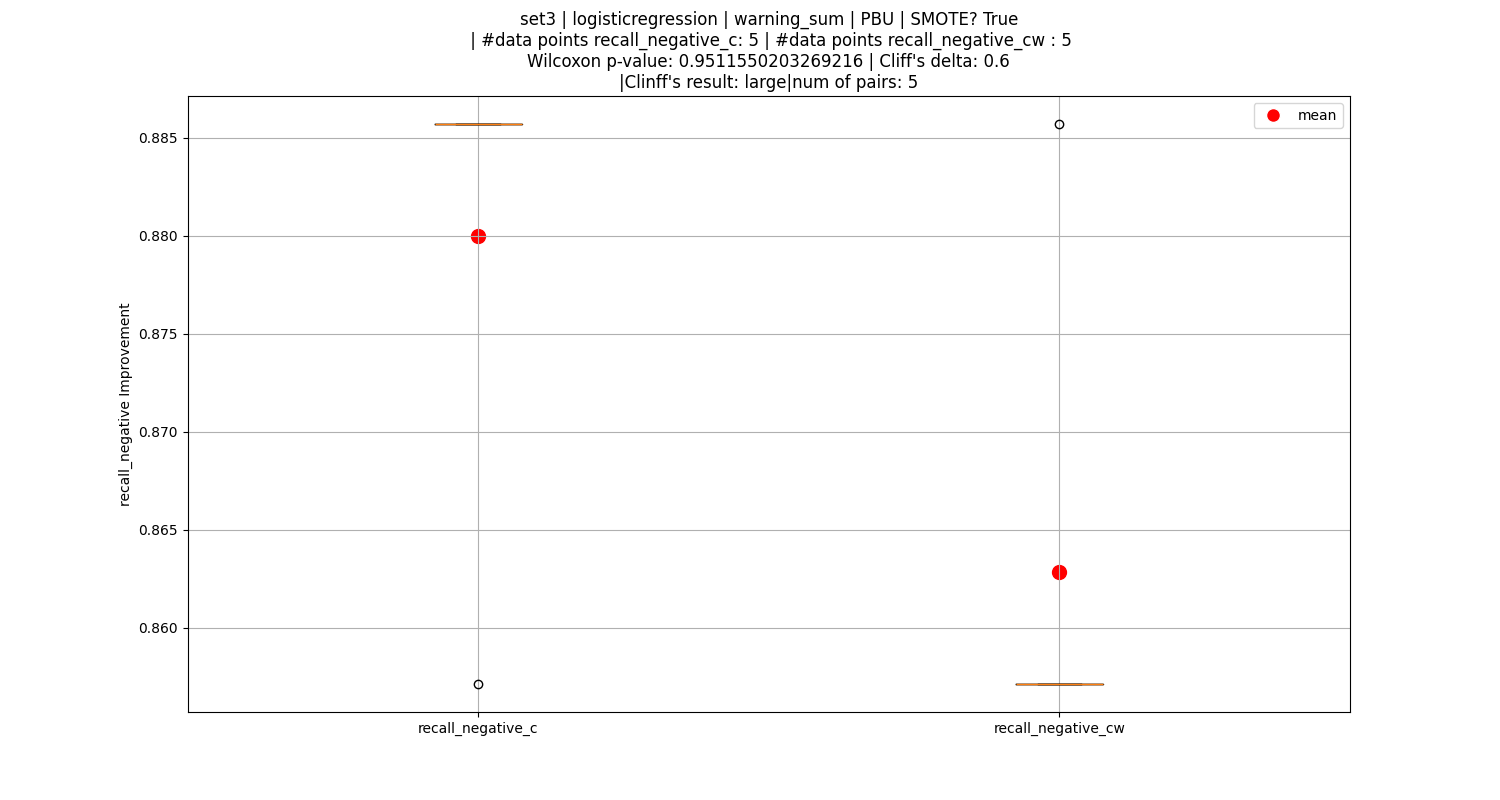 set3 | logisticregression | warning_sum | PBU | SMOTE? True
| #data points recall_negative_c: 5 | #data points recall_negative_cw : 5
Wilcoxon p-value: 0.9511550203269216 | Cliff's delta: 0.6
|Clinff's result: large|num of pairs: 5
mean
0.885
0.880
0.875
0.870
0.865
0.860
recall_negative Improvement
recall_negative_c
recall_negative_cw